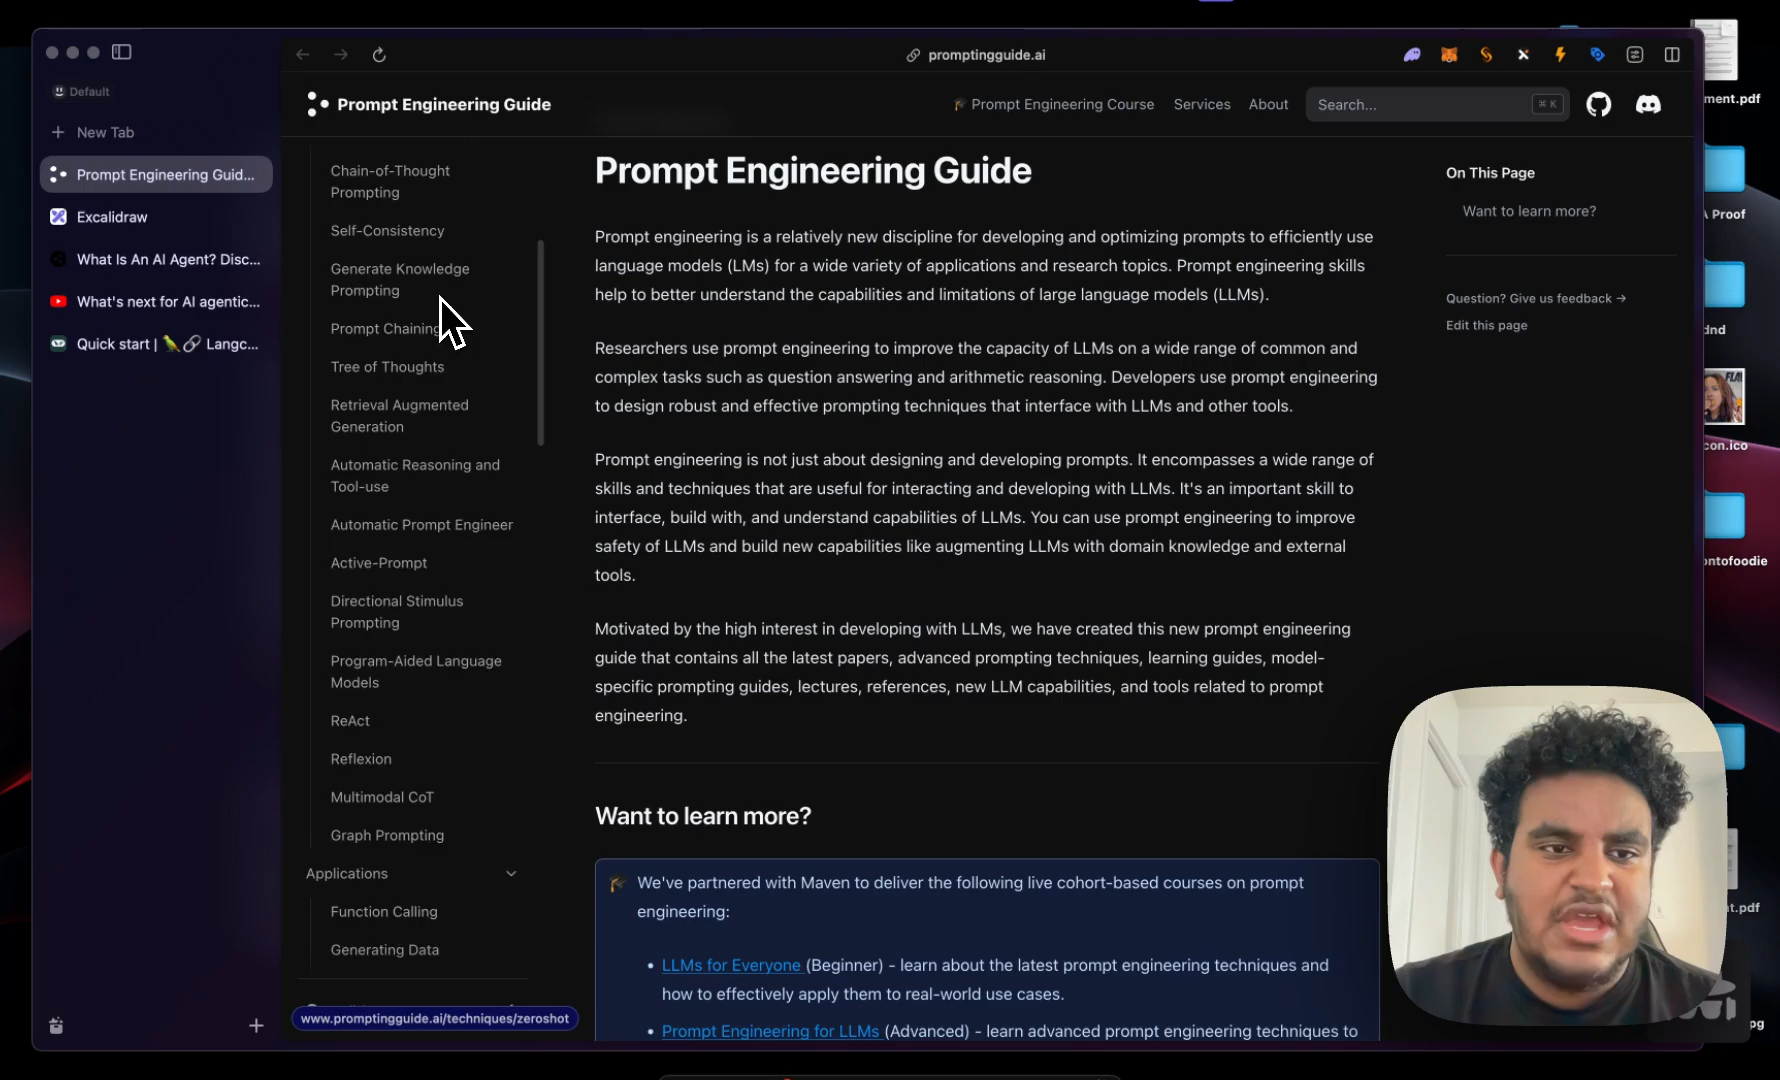 promptingguide.ai
Default
New Tab
Prompt Engineering Guid...
Excalidraw
What Is An AI Agent? Disc...
What's next for AI agentic...
Quick start | 🦜🔗 Langc...
Prompt Engineering Guide
🎓 Prompt Engineering Course
Services
About
Search...
⌘ K
Chain-of-Thought
Prompting
Self-Consistency
Generate Knowledge
Prompting
Prompt Chaining
Tree of Thoughts
Retrieval Augmented
Generation
Automatic Reasoning and
Tool-use
Automatic Prompt Engineer
Active-Prompt
Directional Stimulus
Prompting
Program-Aided Language
Models
ReAct
Reflexion
Multimodal CoT
Graph Prompting
Applications
Function Calling
Generating Data
www.promptingguide.ai/techniques/zeroshot
Prompt Engineering Guide
Prompt engineering is a relatively new discipline for developing and optimizing prompts to efficiently use
language models (LMs) for a wide variety of applications and research topics. Prompt engineering skills
help to better understand the capabilities and limitations of large language models (LLMs).
Researchers use prompt engineering to improve the capacity of LLMs on a wide range of common and
complex tasks such as question answering and arithmetic reasoning. Developers use prompt engineering
to design robust and effective prompting techniques that interface with LLMs and other tools.
Prompt engineering is not just about designing and developing prompts. It encompasses a wide range of
skills and techniques that are useful for interacting and developing with LLMs. It's an important skill to
interface, build with, and understand capabilities of LLMs. You can use prompt engineering to improve
safety of LLMs and build new capabilities like augmenting LLMs with domain knowledge and external
tools.
Motivated by the high interest in developing with LLMs, we have created this new prompt engineering
guide that contains all the latest papers, advanced prompting techniques, learning guides, model-
specific prompting guides, lectures, references, new LLM capabilities, and tools related to prompt
engineering.
Want to learn more?
🎓 We've partnered with Maven to deliver the following live cohort-based courses on prompt
engineering:
• LLMs for Everyone (Beginner) - learn about the latest prompt engineering techniques and
how to effectively apply them to real-world use cases.
• Prompt Engineering for LLMs (Advanced) - learn advanced prompt engineering techniques to
On This Page
Want to learn more?
Question? Give us feedback →
Edit this page
ment.pdf
Proof
dnd
con.ico
ontofoodie
t.pdf
pg